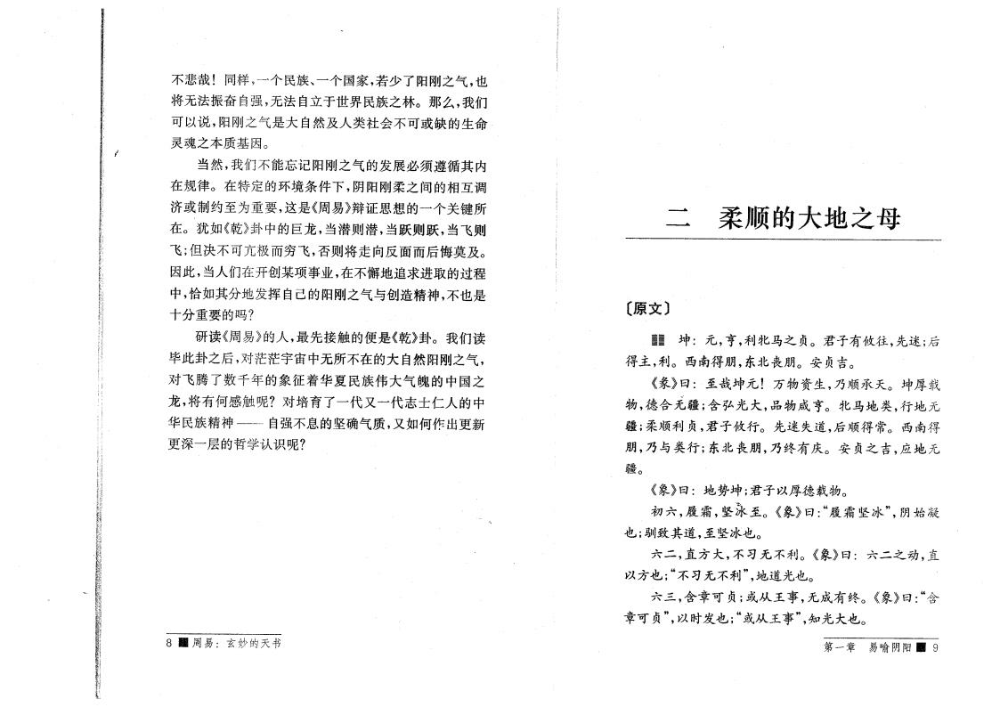 不悲哉！同样,一个民族、一个国家,若少了阳刚之气,也
将无法振奋自强,无法自立于世界民族之林。那么,我们
可以说,阳刚之气是大自然及人类社会不可或缺的生命
灵魂之本质基因。
当然,我们不能忘记阳刚之气的发展必须遵循其内
在规律。在特定的环境条件下,阴阳刚柔之间的相互调
济或制约至为重要,这是《周易》辩证思想的一个关键所
在。犹如《乾》卦中的巨龙,当潜则潜,当跃则跃,当飞则
飞;但决不可亢极而穷飞,否则将走向反面而后悔莫及。
因此,当人们在开创某项事业,在不懈地追求进取的过程
中,恰如其分地发挥自己的阳刚之气与创造精神,不也是
十分重要的吗?
研读《周易》的人,最先接触的便是《乾》卦。我们读
毕此卦之后,对茫茫宇宙中无所不在的大自然阳刚之气,
对飞腾了数千年的象征着华夏民族伟大气魄的中国之
龙,将有何感触呢? 对培育了一代又一代志士仁人的中
华民族精神——自强不息的坚确气质,又如何作出更新
更深一层的哲学认识呢?
8 周易：玄妙的天书
二 柔顺的大地之母
〔原文〕
䷁ 坤：元,亨,利牝马之贞。君子有攸往,先迷;后
得主,利。西南得朋,东北丧朋。安贞吉。
《彖》曰：至哉坤元！万物资生,乃顺承天。坤厚载
物,德合无疆;含弘光大,品物咸亨。牝马地类,行地无
疆;柔顺利贞,君子攸行。先迷失道,后顺得常。西南得
朋,乃与类行;东北丧朋,乃终有庆。安贞之吉,应地无
疆。
《象》曰：地势坤;君子以厚德载物。
初六,履霜,坚冰至。《象》曰:“履霜坚冰”,阴始凝
也;驯致其道,至坚冰也。
六二,直方大,不习无不利。《象》曰：六二之动,直
以方也;“不习无不利”,地道光也。
六三,含章可贞;或从王事,无成有终。《象》曰:“含
章可贞”,以时发也;“或从王事”,知光大也。
第一章 易喻阴阳 9